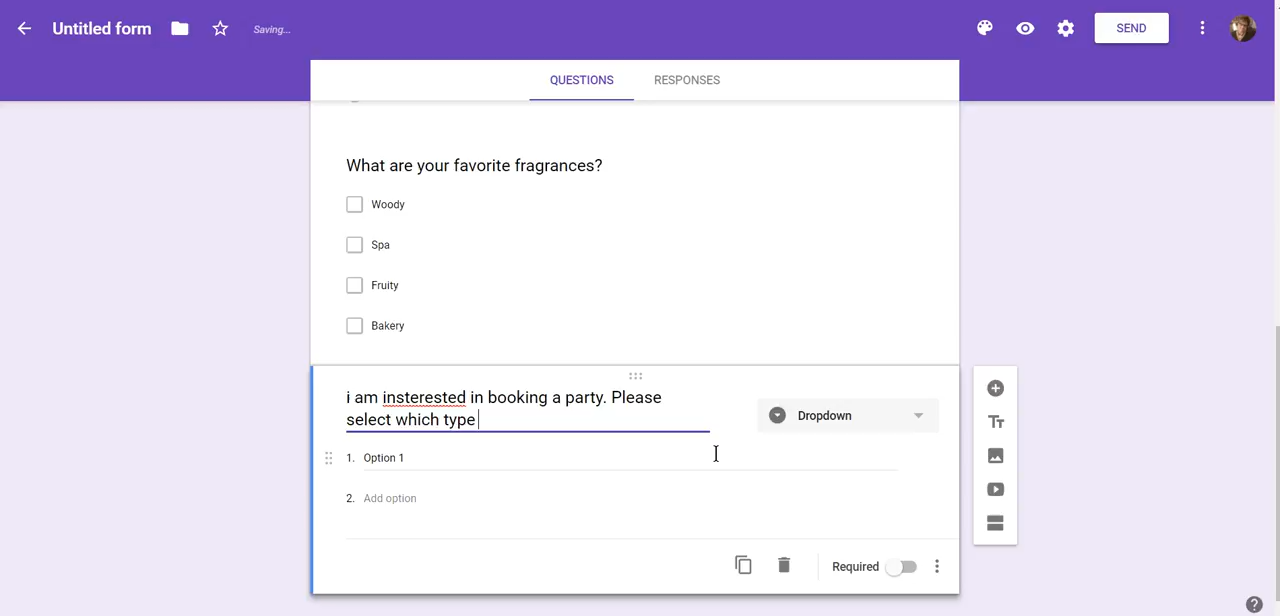 Untitled form
Saving...
SEND
QUESTIONS
RESPONSES
What are your favorite fragrances?
Woody
Spa
Fruity
Bakery
i am insterested in booking a party. Please
select which type
Dropdown
1. Option 1
2. Add option
Required